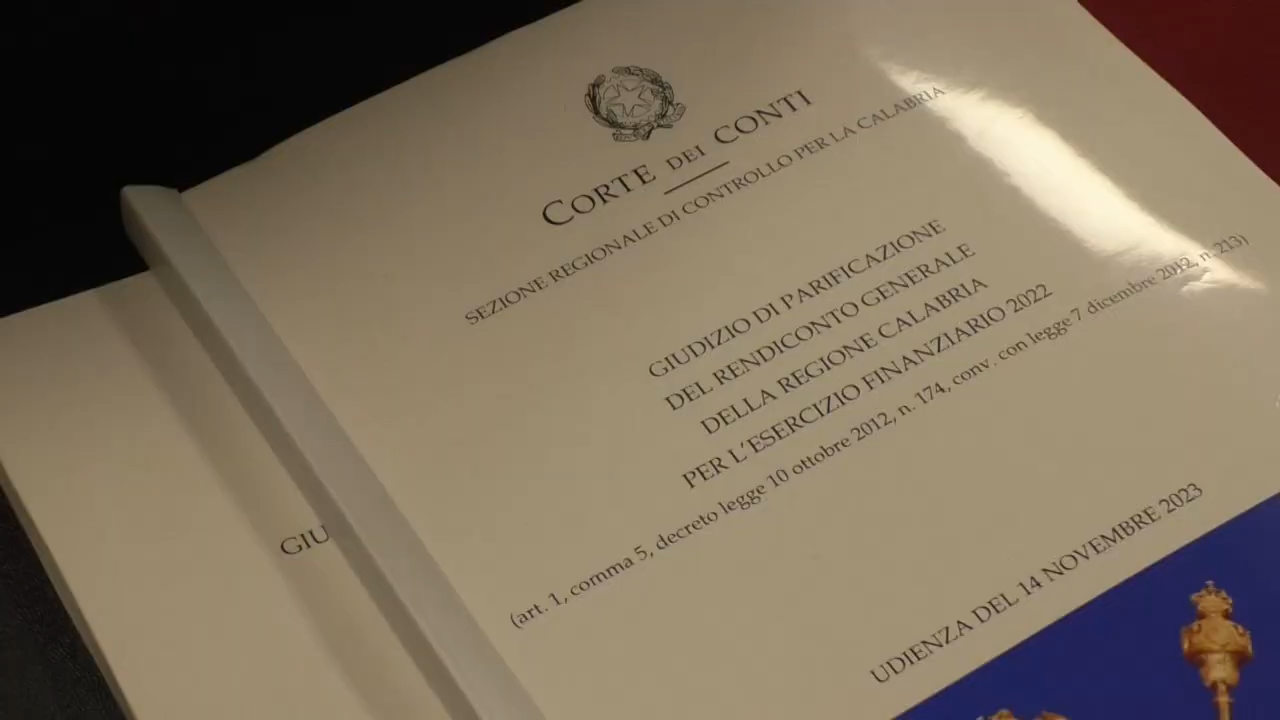 CORTE DEI CONTI
SEZIONE REGIONALE DI CONTROLLO PER LA CALABRIA
GIUDIZIO DI PARIFICAZIONE
DEL RENDICONTO GENERALE
DELLA REGIONE CALABRIA
PER L'ESERCIZIO FINANZIARIO 2022
(art. 1, comma 5, decreto legge 10 ottobre 2012, n. 174, conv. con legge 7 dicembre 2012, n. 213)
UDIENZA DEL 14 NOVEMBRE 2023
GIU